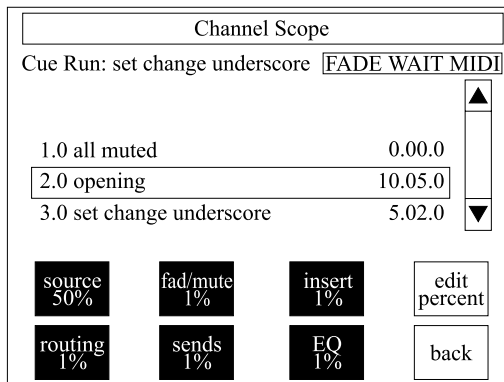 Channel Scope
Cue Run: set change underscore FADE WAIT MIDI
1.0 all muted 0.00.0
2.0 opening 10.05.0
3.0 set change underscore 5.02.0
source 50% fad/mute 1% insert 1% edit percent
routing 1% sends 1% EQ 1% back